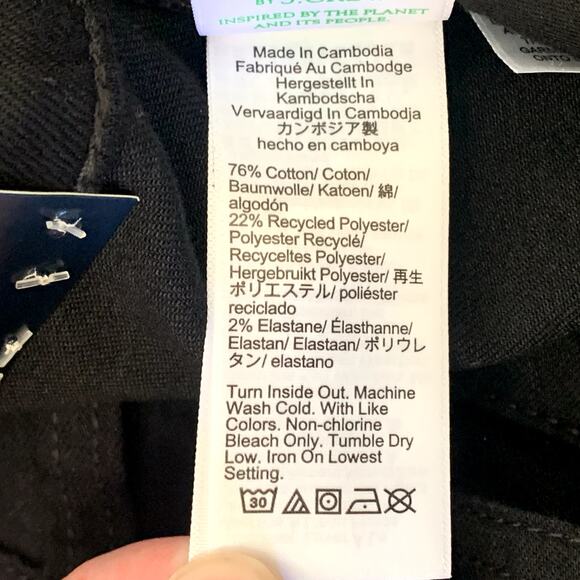 BY J.CREW
INSPIRED BY THE PLANET
AND ITS PEOPLE.
Made In Cambodia
Fabriqué Au Cambodge
Hergestellt In
Kambodscha
Vervaardigd In Cambodja
カンボジア製
hecho en camboya
76% Cotton/ Coton/
Baumwolle/ Katoen/ 綿/
algodón
22% Recycled Polyester/
Polyester Recyclé/
Recyceltes Polyester/
Hergebruikt Polyester/ 再生
ポリエステル/ poliéster
reciclado
2% Elastane/ Élasthanne/
Elastan/ Elastaan/ ポリウレ
タン/ elastano
Turn Inside Out. Machine
Wash Cold. With Like
Colors. Non-chlorine
Bleach Only. Tumble Dry
Low. Iron On Lowest
Setting.
30
GAR
ONTO